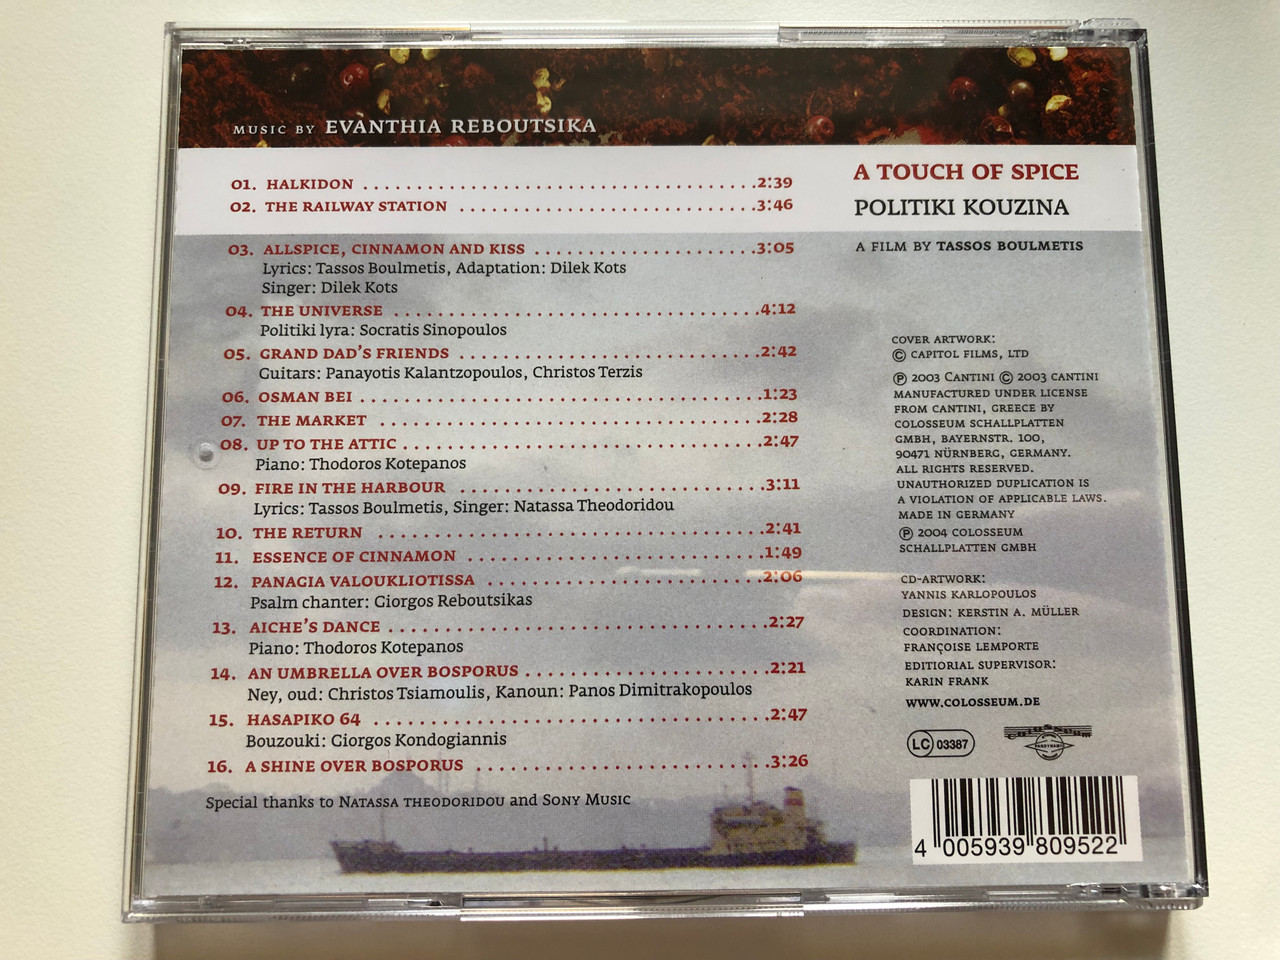 MUSIC BY EVANTHIA REBOUTSIKA
01. HALKIDON ........................................2:39
02. THE RAILWAY STATION ............................3:46
03. ALLSPICE, CINNAMON AND KISS .....................3:05
Lyrics: Tassos Boulmetis, Adaptation: Dilek Kots
Singer: Dilek Kots
04. THE UNIVERSE ...................................4:12
Politiki lyra: Socratis Sinopoulos
05. GRAND DAD'S FRIENDS ............................2:42
Guitars: Panayotis Kalantzopoulos, Christos Terzis
06. OSMAN BEI ......................................1:23
07. THE MARKET .....................................2:28
08. UP TO THE ATTIC ................................2:47
Piano: Thodoros Kotepanos
09. FIRE IN THE HARBOUR ............................3:11
Lyrics: Tassos Boulmetis, Singer: Natassa Theodoridou
10. THE RETURN .....................................2:41
11. ESSENCE OF CINNAMON ............................1:49
12. PANAGIA VALOUKLIOTISSA .........................2:06
Psalm chanter: Giorgos Reboutsikas
13. AICHE'S DANCE ..................................2:27
Piano: Thodoros Kotepanos
14. AN UMBRELLA OVER BOSPORUS ......................2:21
Ney, oud: Christos Tsiamoulis, Kanoun: Panos Dimitrakopoulos
15. HASAPIKO 64 ....................................2:47
Bouzouki: Giorgos Kondogiannis
16. A SHINE OVER BOSPORUS ..........................3:26
Special thanks to NATASSA THEODORIDOU and SONY MUSIC
A TOUCH OF SPICE
POLITIKI KOUZINA
A FILM BY TASSOS BOULMETIS
COVER ARTWORK:
© CAPITOL FILMS, LTD
℗ 2003 CANTINI © 2003 CANTINI
MANUFACTURED UNDER LICENSE
FROM CANTINI, GREECE BY
COLOSSEUM SCHALLPLATTEN
GMBH, BAYERNSTR. 100,
90471 NÜRNBERG, GERMANY.
ALL RIGHTS RESERVED.
UNAUTHORIZED DUPLICATION IS
A VIOLATION OF APPLICABLE LAWS.
MADE IN GERMANY
℗ 2004 COLOSSEUM
SCHALLPLATTEN GMBH
CD-ARTWORK:
YANNIS KARLOPOULOS
DESIGN: KERSTIN A. MÜLLER
COORDINATION:
FRANÇOISE LEMPORTE
EDITIORIAL SUPERVISOR:
KARIN FRANK
WWW.COLOSSEUM.DE
LC 03387
COLOSSEUM
4 005939 809522